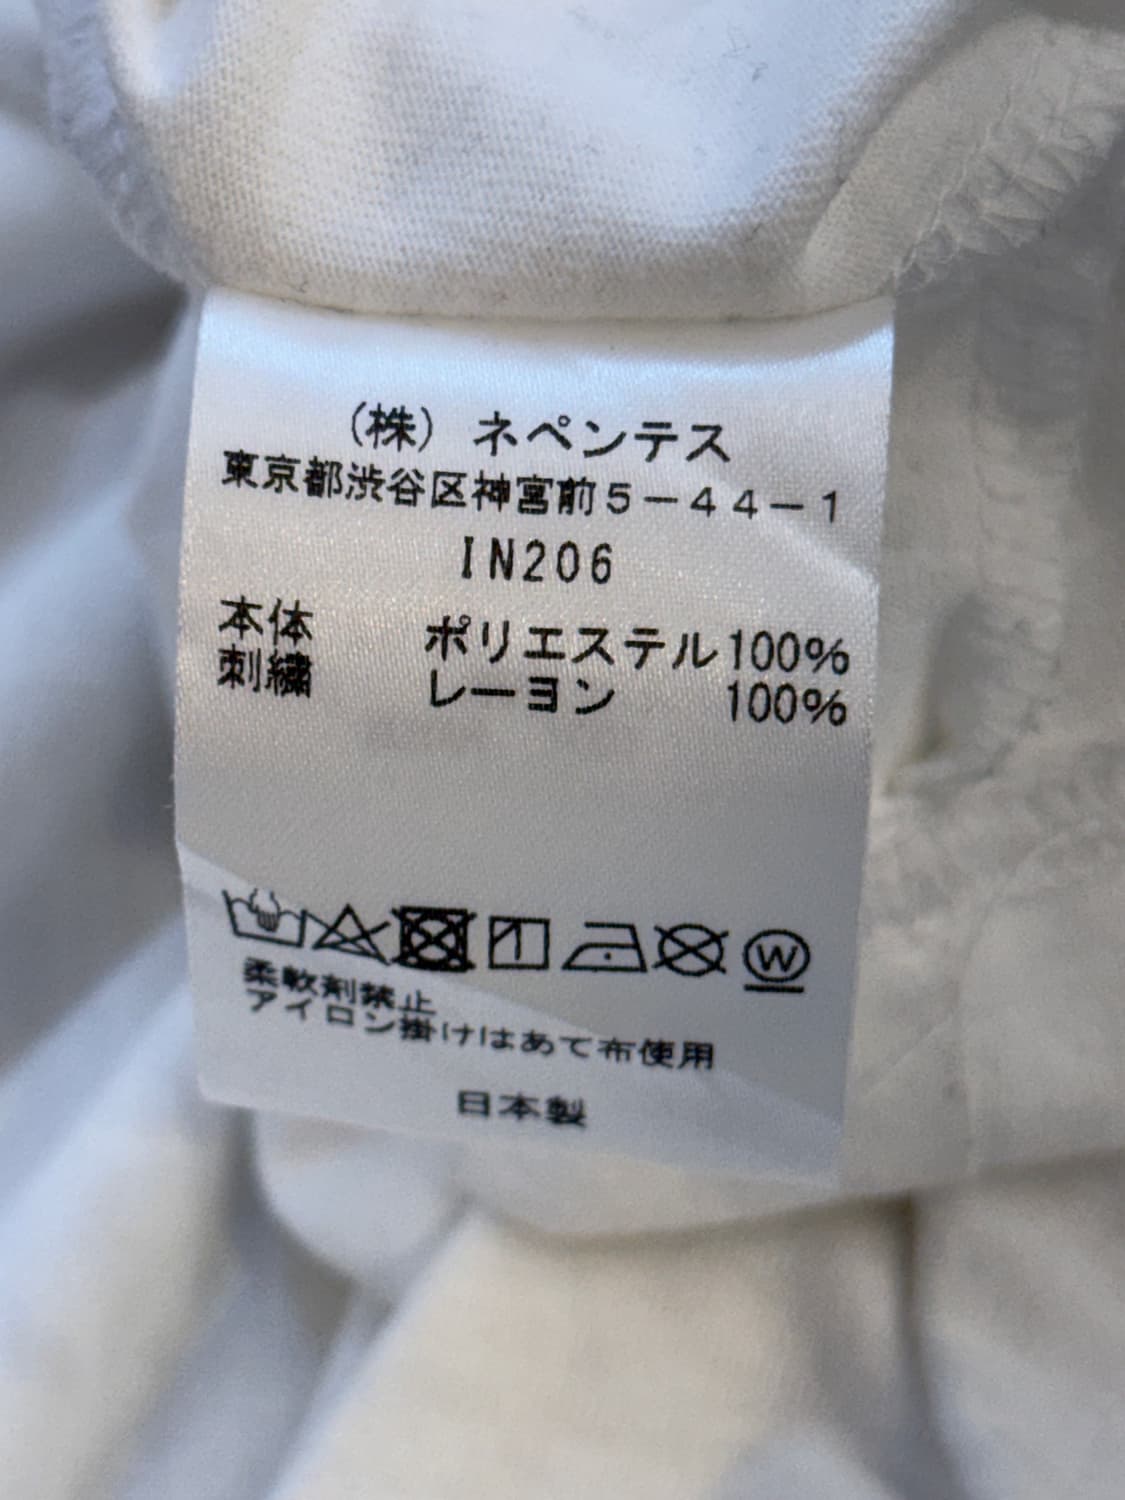 (株) ネペンテス
東京都渋谷区神宮前5-44-1
IN206
本体 ポリエステル100%
刺繍 レーヨン 100%
W
柔軟剤禁止
アイロン掛けはあて布使用
日本製